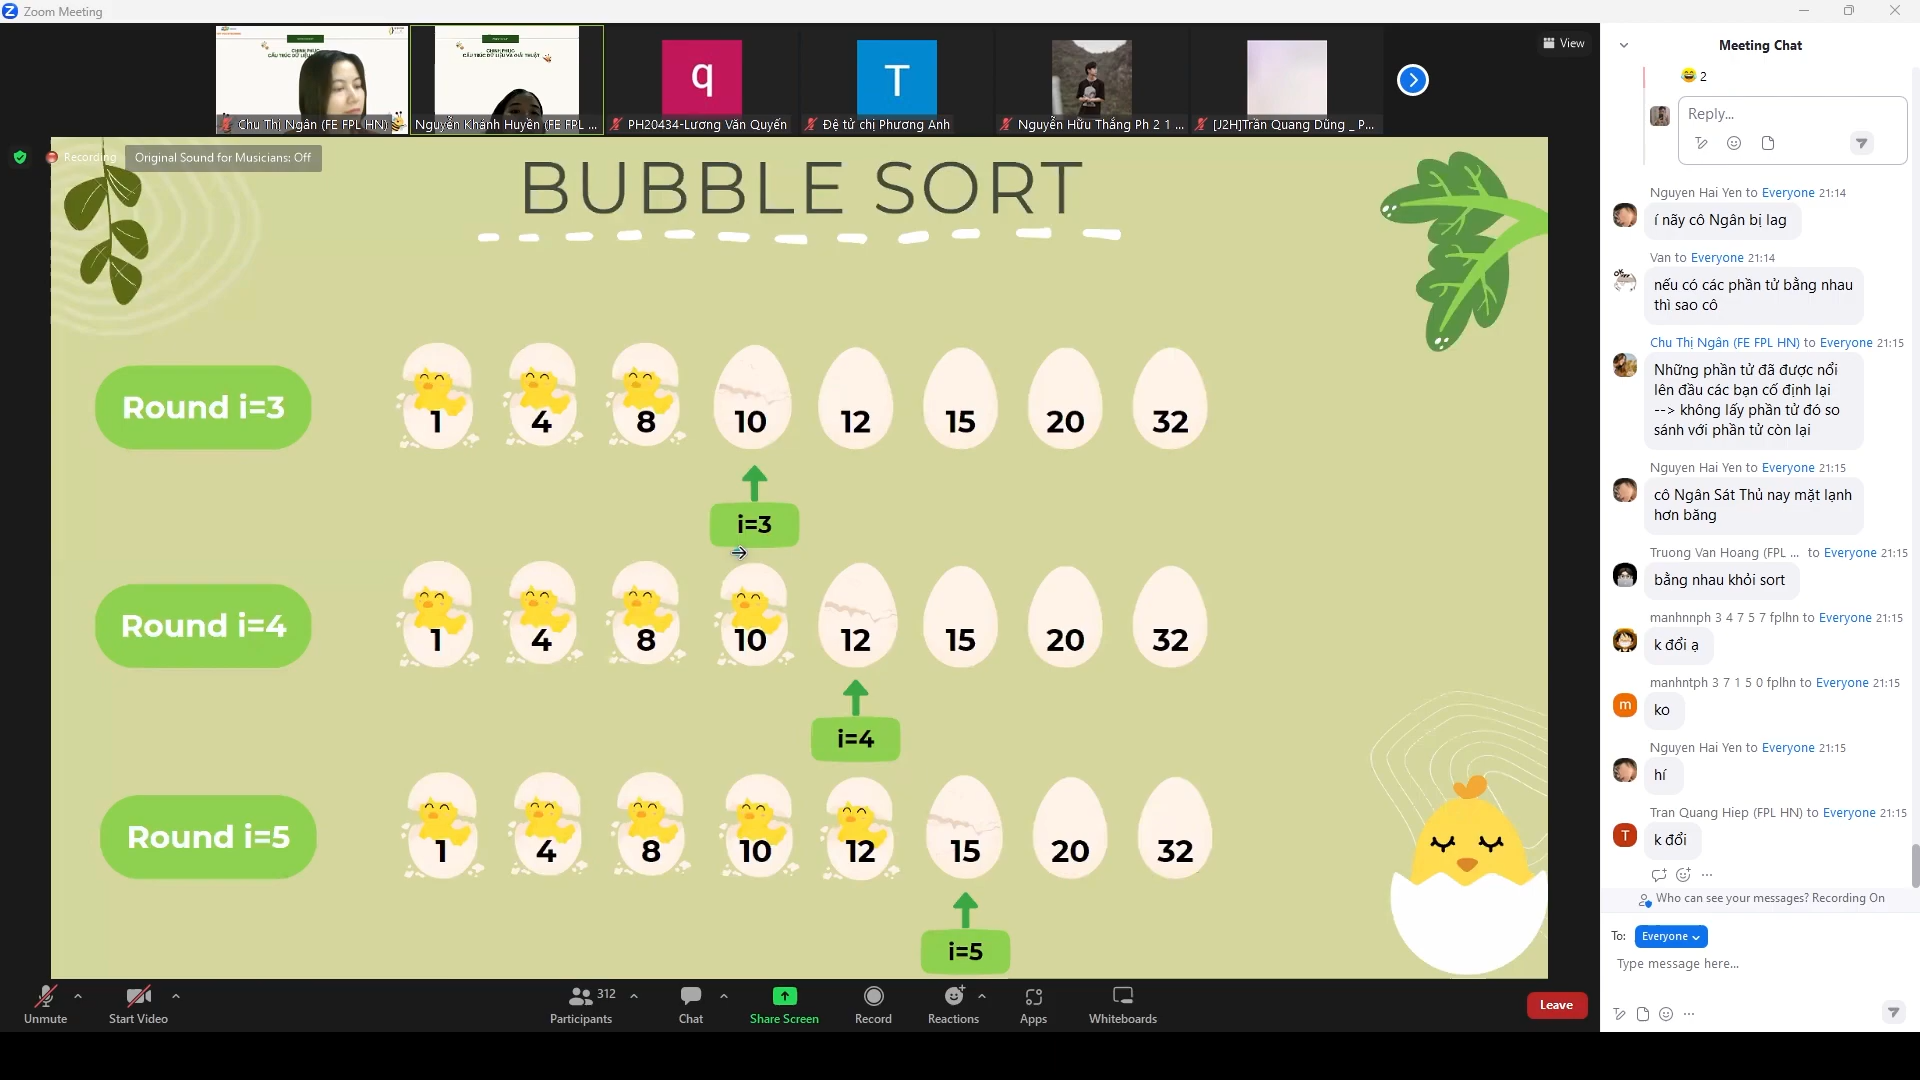 Zoom Meeting
CHINH PHỤC
CẤU TRÚC DỮ LIỆU VÀ GIẢI THUẬT
q
T
View
Chu Thị Ngân (FE FPL HN)
Nguyễn Khánh Huyền (FE FPL ...
PH20434-Lương Văn Quyến
Đệ tử chị Phương Anh
Nguyễn Hữu Thắng Ph 2 1 ...
[J2H]Trần Quang Dũng _ P...
Recording
Original Sound for Musicians: Off
BUBBLE SORT
Round i=3
1 4 8 10 12 15 20 32
i=3
Round i=4
1 4 8 10 12 15 20 32
i=4
Round i=5
1 4 8 10 12 15 20 32
i=5
Unmute
Start Video
312
Participants
Chat
Share Screen
Record
Reactions
Apps
Whiteboards
Leave
Meeting Chat
2
Reply...
Nguyen Hai Yen to Everyone 21:14
í nãy cô Ngân bị lag
Van to Everyone 21:14
nếu có các phần tử bằng nhau
thì sao cô
Chu Thị Ngân (FE FPL HN) to Everyone 21:15
Những phần tử đã được nổi
lên đầu các bạn cố định lại
--> không lấy phần tử đó so
sánh với phần tử còn lại
Nguyen Hai Yen to Everyone 21:15
cô Ngân Sát Thủ nay mặt lạnh
hơn băng
Truong Van Hoang (FPL ... to Everyone 21:15
bằng nhau khỏi sort
manhnnph 3 4 7 5 7 fplhn to Everyone 21:15
k đổi ạ
m
manhntph 3 7 1 5 0 fplhn to Everyone 21:15
ko
Nguyen Hai Yen to Everyone 21:15
hí
T
Tran Quang Hiep (FPL HN) to Everyone 21:15
k đổi
Who can see your messages? Recording On
To: Everyone
Type message here...